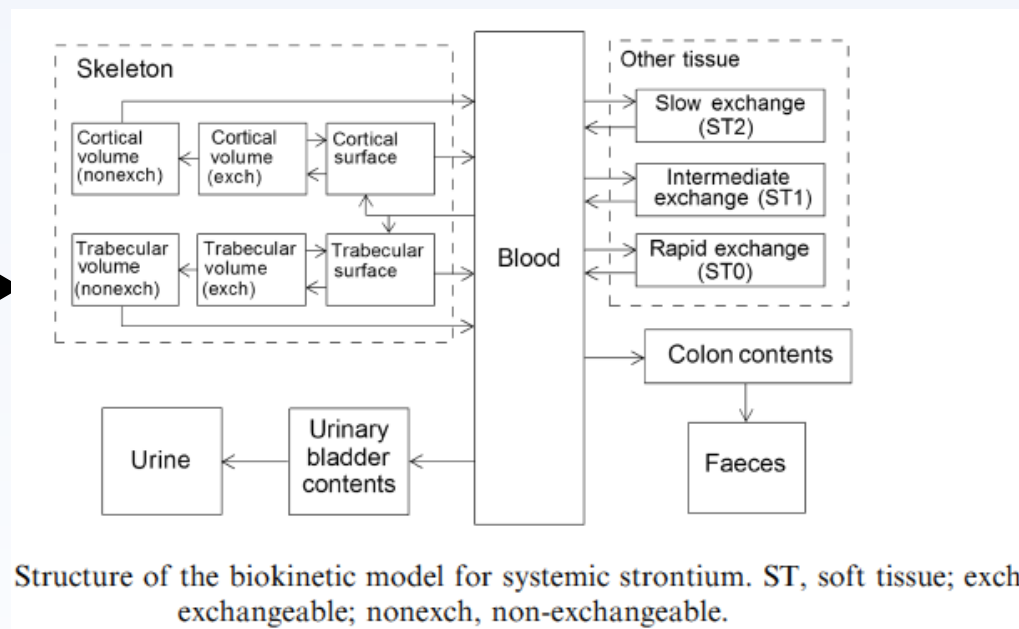 Skeleton
Cortical
volume
(nonexch)
Cortical
volume
(exch)
Cortical
surface
Trabecular
volume
(nonexch)
Trabecular
volume
(exch)
Trabecular
surface
Blood
Other tissue
Slow exchange
(ST2)
Intermediate
exchange (ST1)
Rapid exchange
(ST0)
Colon contents
Faeces
Urinary
bladder
contents
Urine
Structure of the biokinetic model for systemic strontium. ST, soft tissue; exch
exchangeable; nonexch, non-exchangeable.